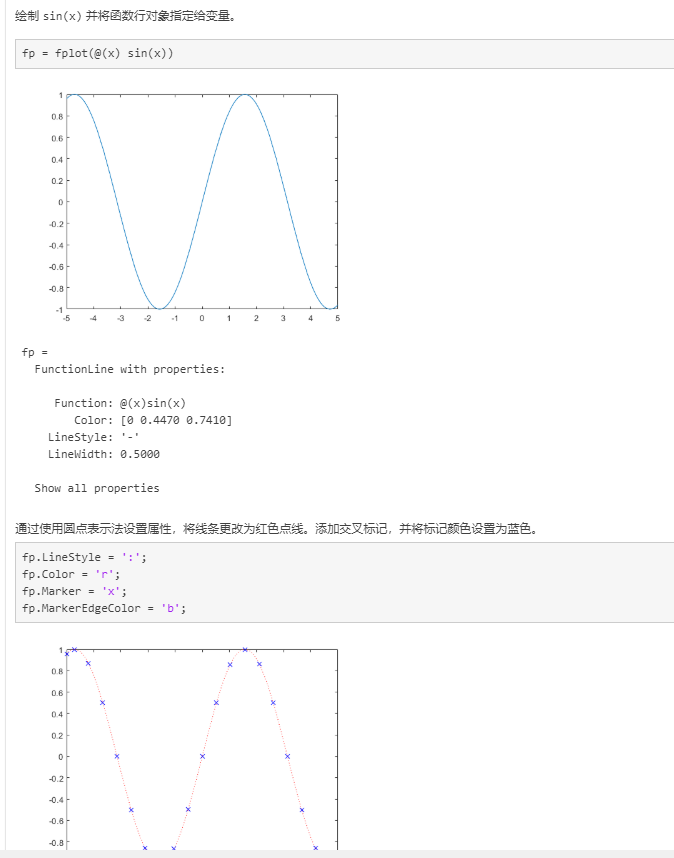 绘制 sin(x) 并将函数行对象指定给变量。
fp = fplot(@(x) sin(x))
1
0.8
0.6
0.4
0.2
0
-0.2
-0.4
-0.6
-0.8
-1
-5 -4 -3 -2 -1 0 1 2 3 4 5
fp =
FunctionLine with properties:
Function: @(x)sin(x)
Color: [0 0.4470 0.7410]
LineStyle: '-'
LineWidth: 0.5000
Show all properties
通过使用圆点表示法设置属性，将线条更改为红色点线。添加交叉标记，并将标记颜色设置为蓝色。
fp.LineStyle = ':';
fp.Color = 'r';
fp.Marker = 'x';
fp.MarkerEdgeColor = 'b';
1
0.8
0.6
0.4
0.2
0
-0.2
-0.4
-0.6
-0.8